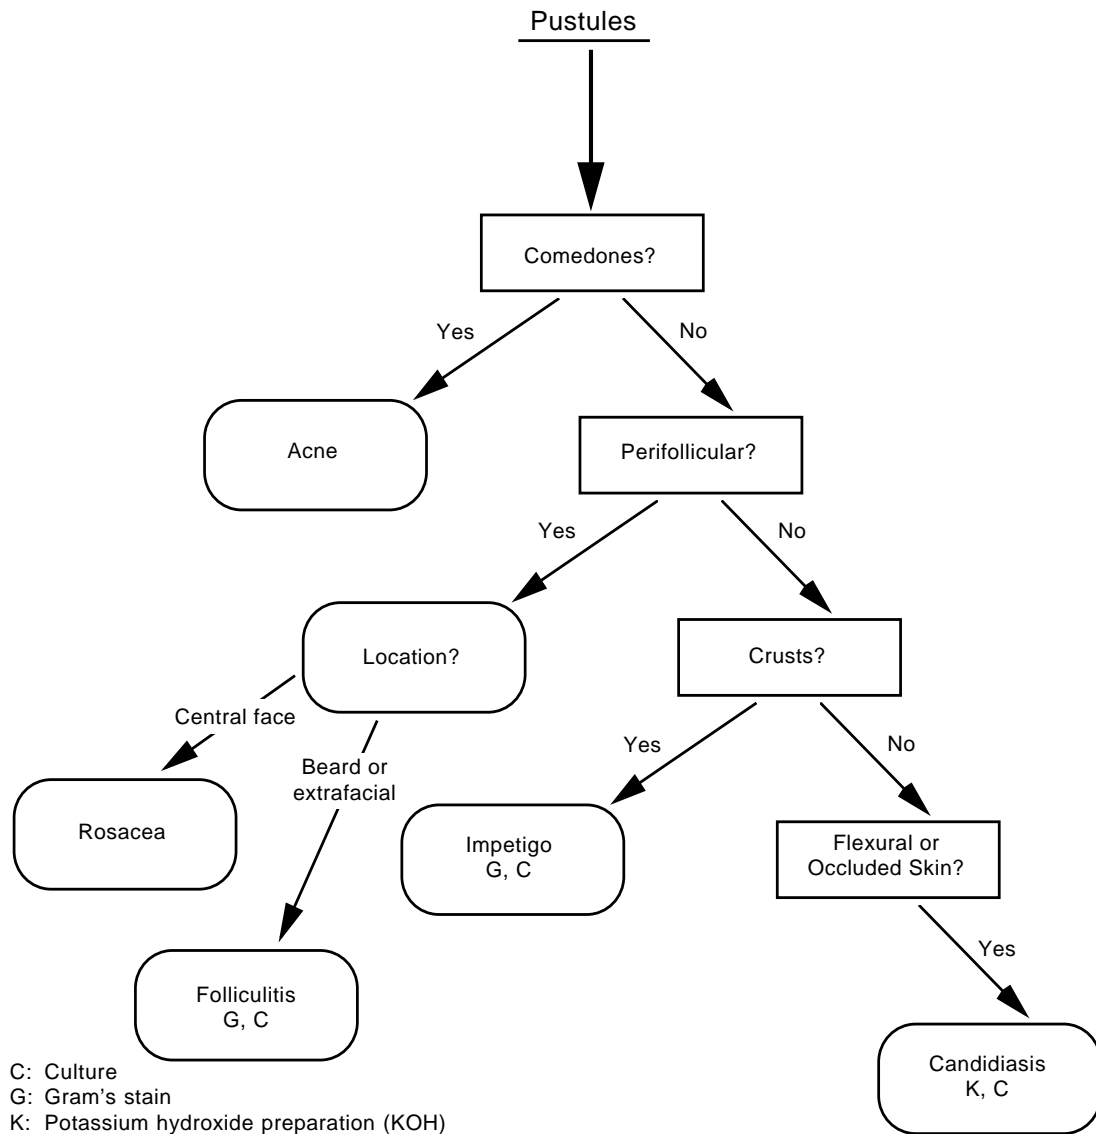 Pustules
Comedones?
Yes
No
Acne
Perifollicular?
Yes
No
Location?
Crusts?
Central face
Beard or
extrafacial
Yes
No
Rosacea
Impetigo
G, C
Flexural or
Occluded Skin?
Yes
Folliculitis
G, C
Candidiasis
K, C
C: Culture
G: Gram's stain
K: Potassium hydroxide preparation (KOH)